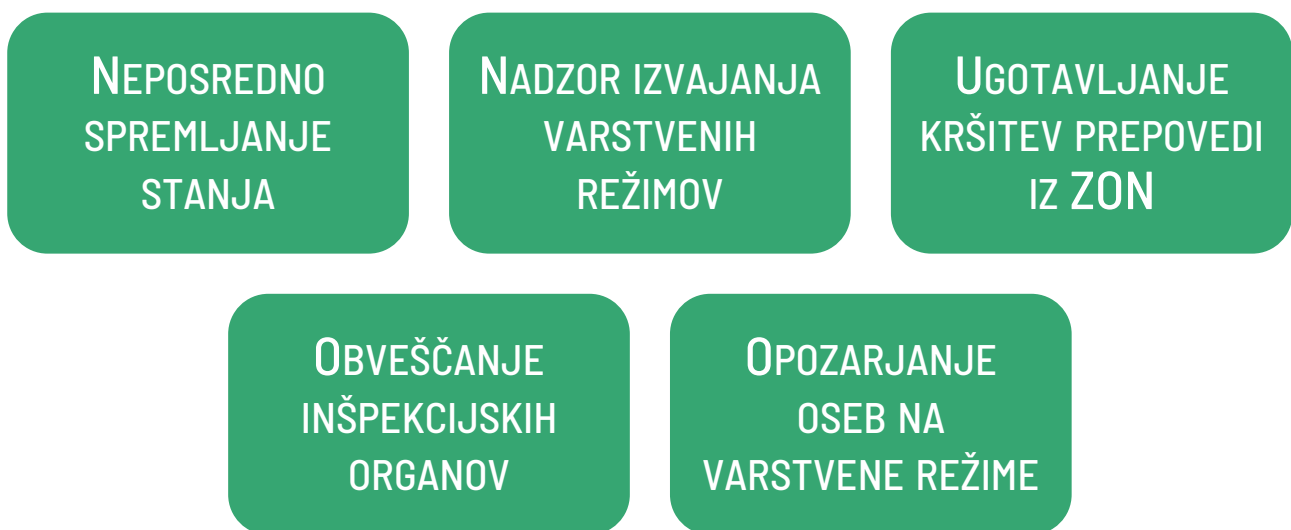 Neposredno
spremljanje
stanja
Nadzor izvajanja
varstvenih
režimov
Ugotavljanje
kršitev prepovedi
iz ZON
Obveščanje
inšpekcijskih
organov
Opozarjanje
oseb na
varstvene režime